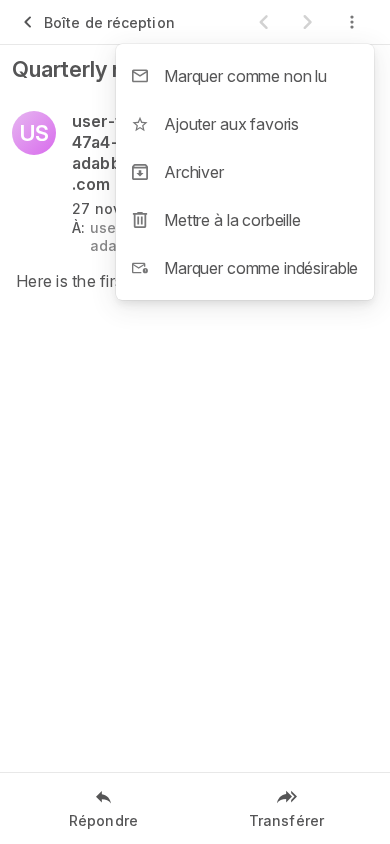 Boîte de réception
Quarterly
US
47a4-
adabb
.com
27 nov
À: use
ada
Here is the fir
Marquer comme non lu
Ajouter aux favoris
Archiver
Mettre à la corbeille
Marquer comme indésirable
Répondre
Transférer